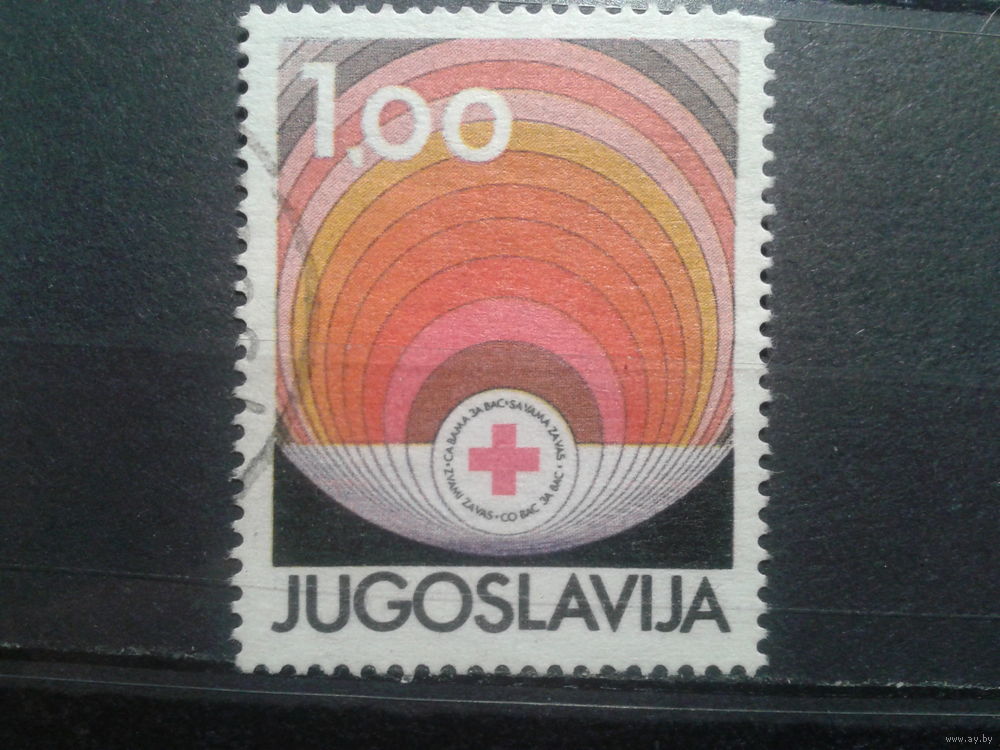 1,00
СА ВАМА ЗА ВАС • SA VAMA ZA VAS • СО ВАС ЗА ВАС • Z VAMI ZA VAS •
JUGOSLAVIJA
www.ay.by